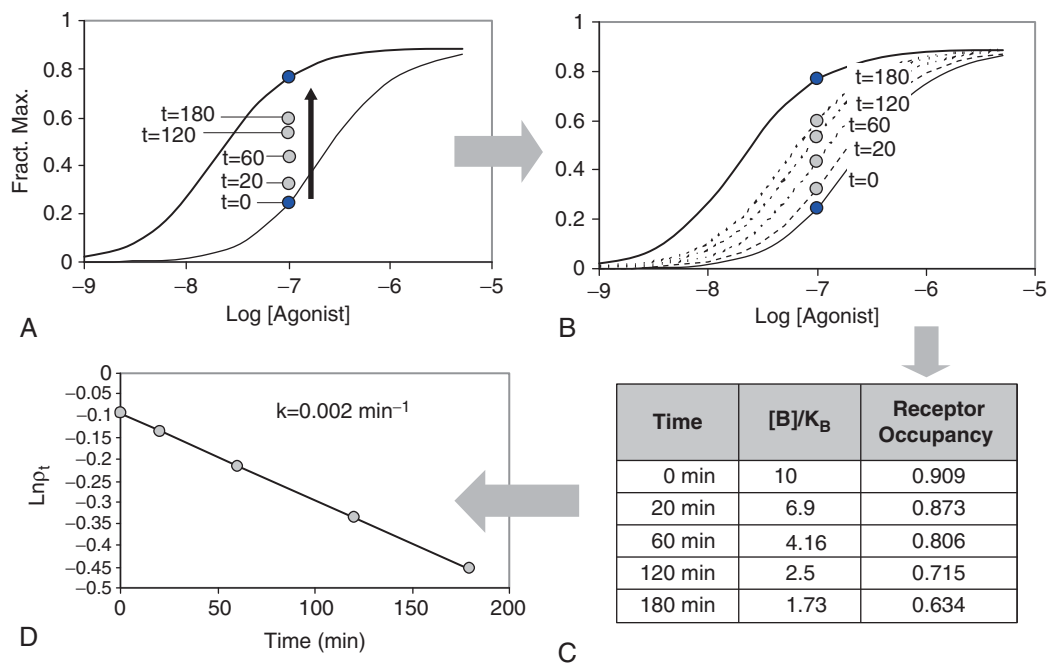 1
0.8
0.6
0.4
0.2
0
Fract. Max.
t=180
t=120
t=60
t=20
t=0
–9
–8
–7
–6
–5
Log [Agonist]
A
1
0.8
0.6
0.4
0.2
0
t=180
t=120
t=60
t=20
t=0
–9
–8
–7
–6
–5
Log [Agonist]
B
Time [B]/KB Receptor Occupancy
0 min 10 0.909
20 min 6.9 0.873
60 min 4.16 0.806
120 min 2.5 0.715
180 min 1.73 0.634
C
0
–0.05
–0.1
–0.15
–0.2
–0.25
–0.3
–0.35
–0.4
–0.45
–0.5
Lnρt
k=0.002 min–1
0
50
100
150
200
Time (min)
D